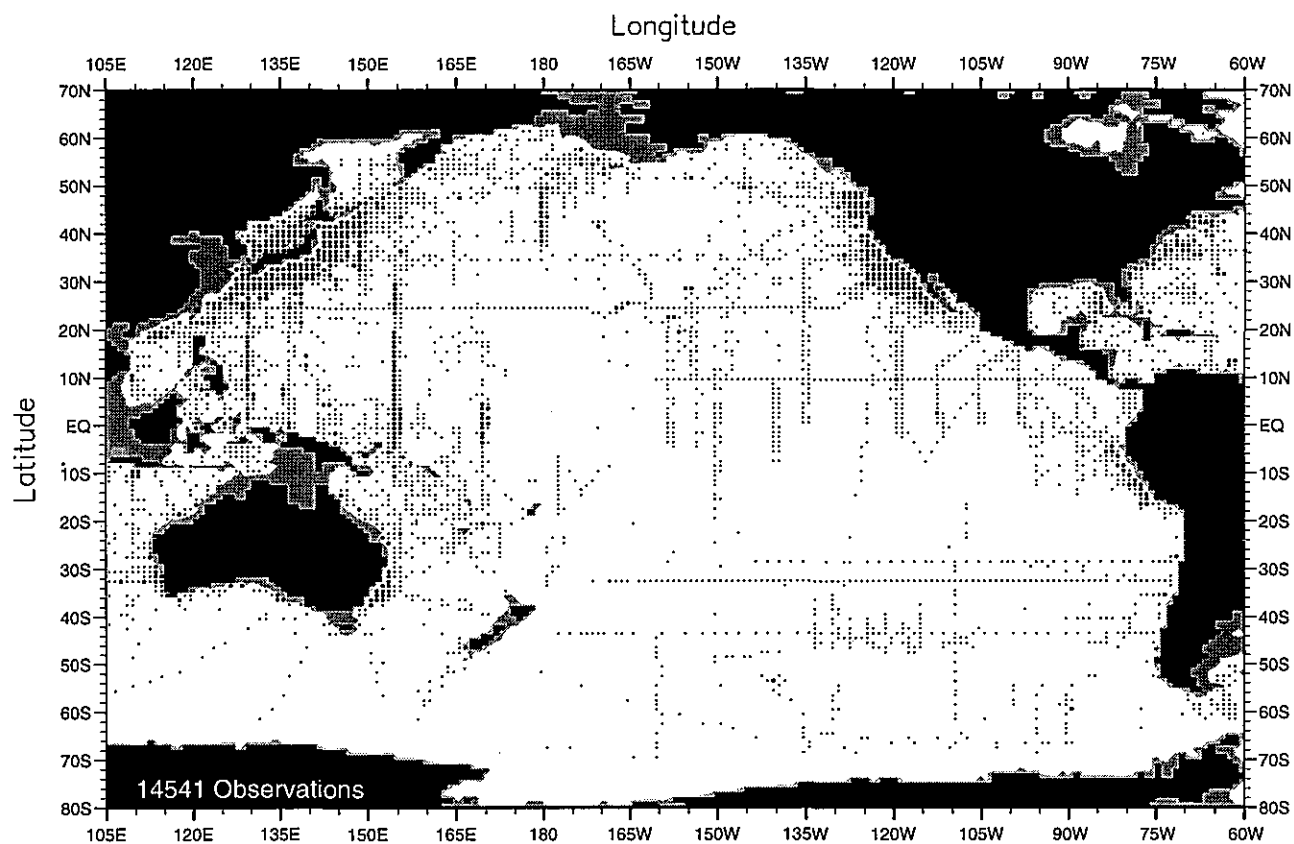 Longitude
105E 120E 135E 150E 165E 180 165W 150W 135W 120W 105W 90W 75W 60W
70N 70N
60N 60N
50N 50N
40N 40N
30N 30N
20N 20N
10N 10N
EQ EQ
Latitude
10S 10S
20S 20S
30S 30S
40S 40S
50S 50S
60S 60S
70S 70S
14541 Observations
80S 80S
105E 120E 135E 150E 165E 180 165W 150W 135W 120W 105W 90W 75W 60W